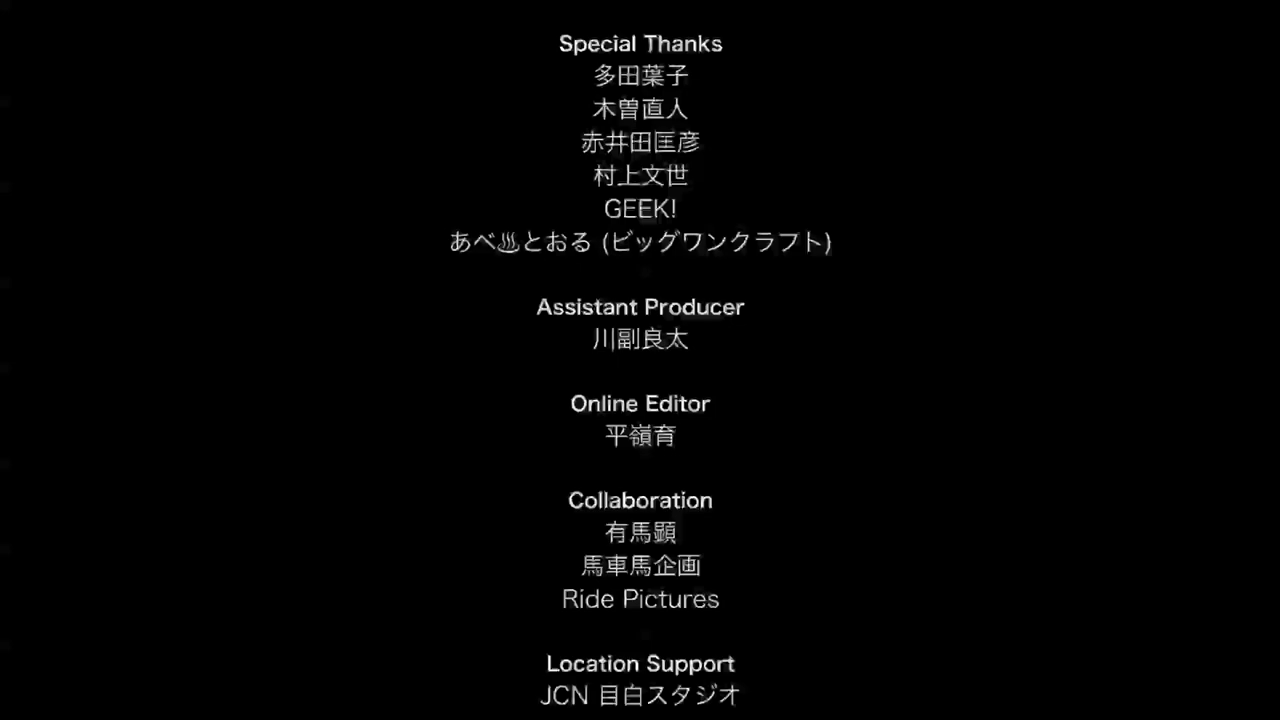 Special Thanks
多田葉子
木曽直人
赤井田匡彦
村上文世
GEEK!
あべ♨とおる (ビッグワンクラフト)
Assistant Producer
川副良太
Online Editor
平嶺育
Collaboration
有馬顕
馬車馬企画
Ride Pictures
Location Support
JCN 目白スタジオ